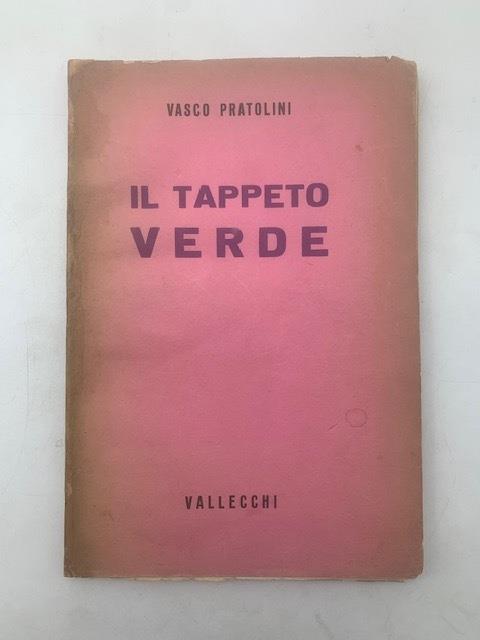 VASCO PRATOLINI
IL TAPPETO
VERDE
VALLECCHI